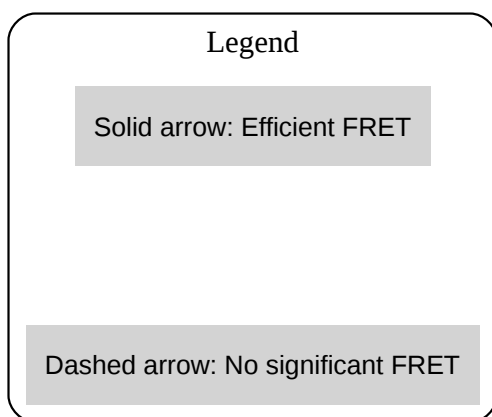 Legend
Solid arrow: Efficient FRET
Dashed arrow: No significant FRET